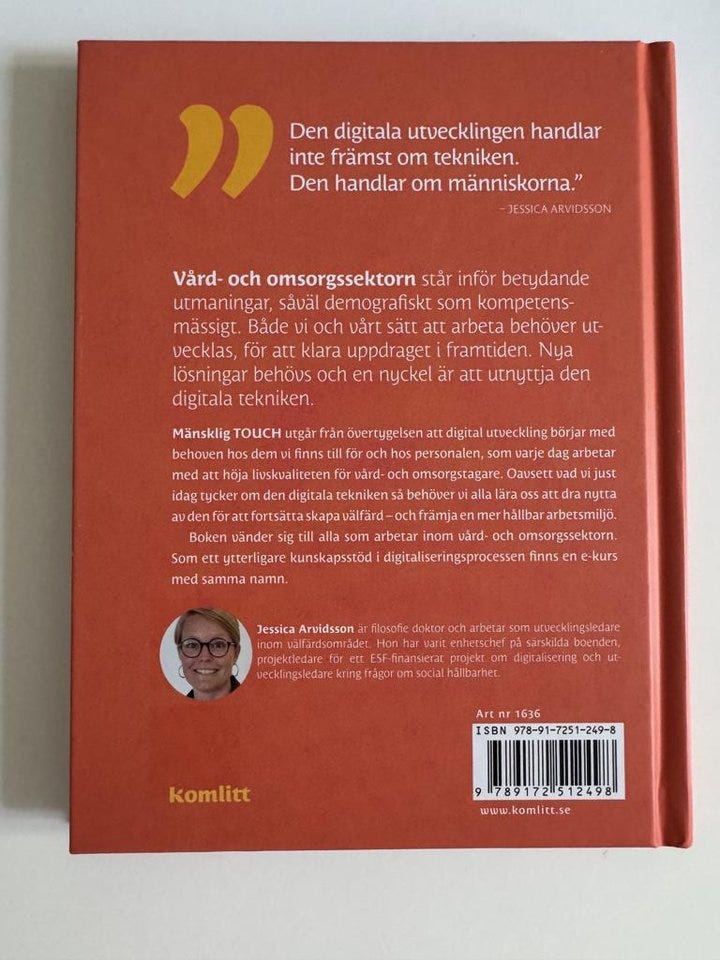 ”
Den digitala utvecklingen handlar
inte främst om tekniken.
Den handlar om människorna.”
– JESSICA ARVIDSSON
Vård- och omsorgssektorn står inför betydande
utmaningar, såväl demografiskt som kompetens-
mässigt. Både vi och vårt sätt att arbeta behöver ut-
vecklas, för att klara uppdraget i framtiden. Nya
lösningar behövs och en nyckel är att utnyttja den
digitala tekniken.
Mänsklig TOUCH utgår från övertygelsen att digital utveckling börjar med
behoven hos dem vi finns till för och hos personalen, som varje dag arbetar
med att höja livskvaliteten för vård- och omsorgstagare. Oavsett vad vi just
idag tycker om den digitala tekniken så behöver vi alla lära oss att dra nytta
av den för att fortsätta skapa välfärd – och främja en mer hållbar arbetsmiljö.
Boken vänder sig till alla som arbetar inom vård- och omsorgssektorn.
Som ett ytterligare kunskapsstöd i digitaliseringsprocessen finns en e-kurs
med samma namn.
Jessica Arvidsson är filosofie doktor och arbetar som utvecklingsledare
inom välfärdsområdet. Hon har varit enhetschef på särskilda boenden,
projektledare för ett ESF-finansierat projekt om digitalisering och ut-
vecklingsledare kring frågor om social hållbarhet.
Art nr 1636
ISBN 978-91-7251-249-8
9 789172 512498
www.komlitt.se
komlitt